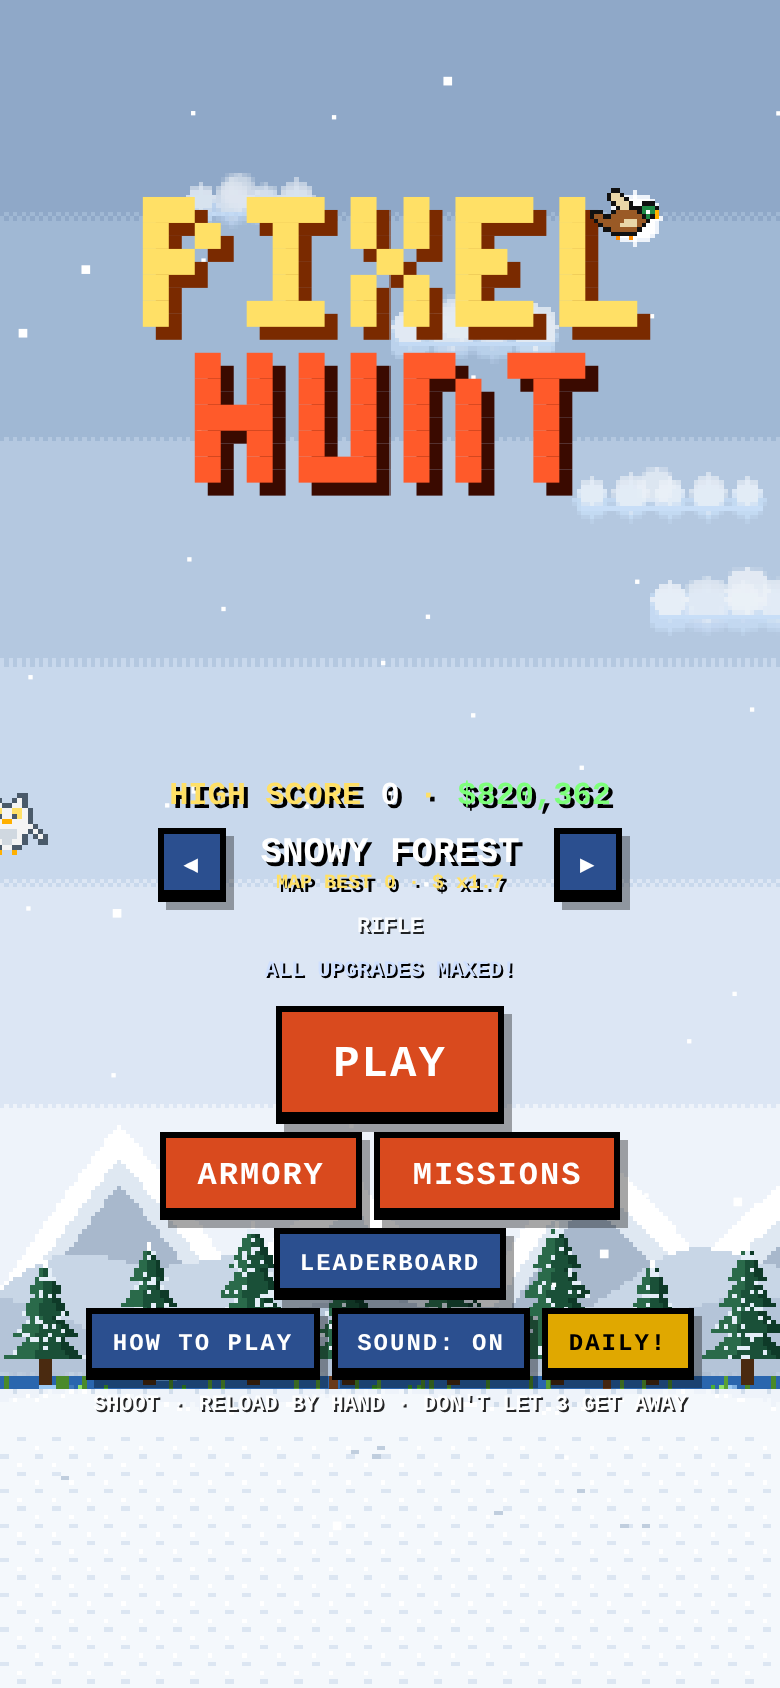 PIXEL
HUNT
HIGH SCORE 0 · $820,362
◀ SNOWY FOREST ▶
MAP BEST 0 · $ x1.7
RIFLE
ALL UPGRADES MAXED!
PLAY
ARMORY MISSIONS
LEADERBOARD
HOW TO PLAY SOUND: ON DAILY!
SHOOT · RELOAD BY HAND · DON'T LET 3 GET AWAY